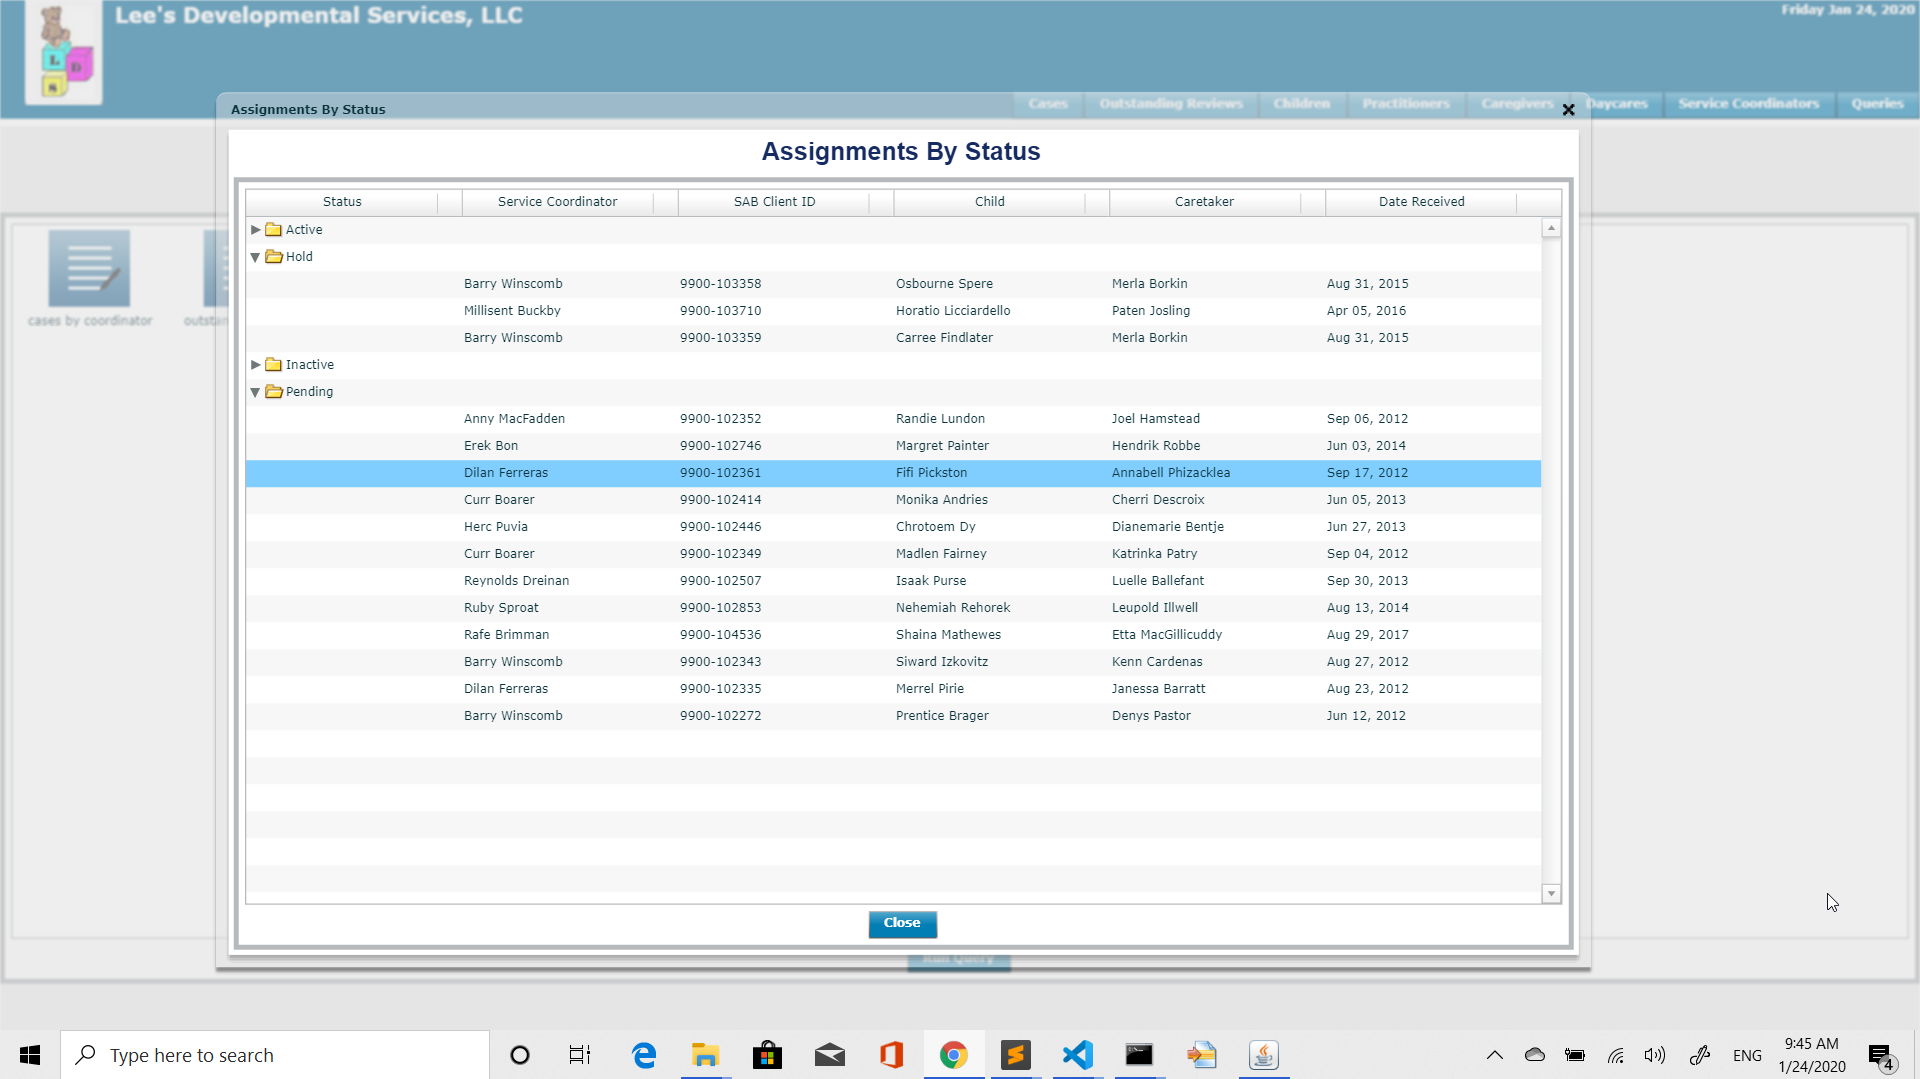 Lee's Developmental Services, LLC
Friday Jan 24, 2020
L
D
S
Assignments By Status
Cases Outstanding Reviews Children Practitioners Caregivers Daycares Service Coordinators Queries
Assignments By Status
Status Service Coordinator SAB Client ID Child Caretaker Date Received
Active
Hold
Barry Winscomb 9900-103358 Osbourne Spere Merla Borkin Aug 31, 2015
Millisent Buckby 9900-103710 Horatio Licciardello Paten Josling Apr 05, 2016
Barry Winscomb 9900-103359 Carree Findlater Merla Borkin Aug 31, 2015
Inactive
Pending
Anny MacFadden 9900-102352 Randie Lundon Joel Hamstead Sep 06, 2012
Erek Bon 9900-102746 Margret Painter Hendrik Robbe Jun 03, 2014
Dilan Ferreras 9900-102361 Fifi Pickston Annabell Phizacklea Sep 17, 2012
Curr Boarer 9900-102414 Monika Andries Cherri Descroix Jun 05, 2013
Herc Puvia 9900-102446 Chrotoem Dy Dianemarie Bentje Jun 27, 2013
Curr Boarer 9900-102349 Madlen Fairney Katrinka Patry Sep 04, 2012
Reynolds Dreinan 9900-102507 Isaak Purse Luelle Ballefant Sep 30, 2013
Ruby Sproat 9900-102853 Nehemiah Rehorek Leupold Illwell Aug 13, 2014
Rafe Brimman 9900-104536 Shaina Mathewes Etta MacGillicuddy Aug 29, 2017
Barry Winscomb 9900-102343 Siward Izkovitz Kenn Cardenas Aug 27, 2012
Dilan Ferreras 9900-102335 Merrel Pirie Janessa Barratt Aug 23, 2012
Barry Winscomb 9900-102272 Prentice Brager Denys Pastor Jun 12, 2012
cases by coordinator
Close
Run Query
Type here to search
ENG
9:45 AM
1/24/2020
4